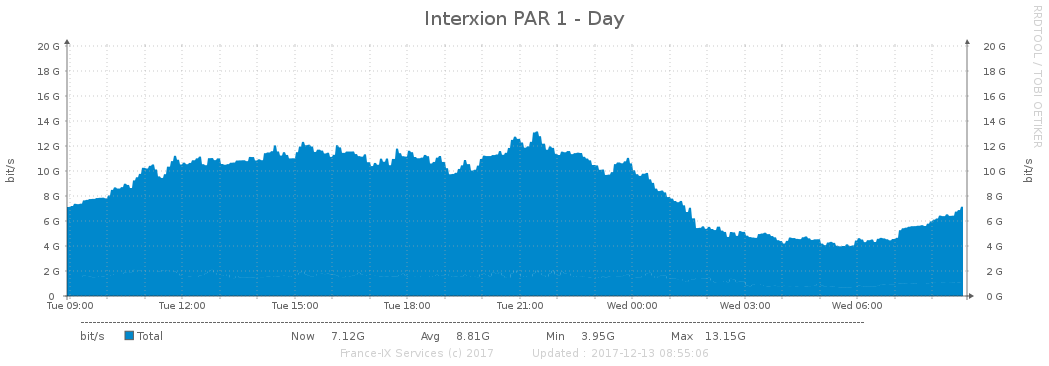 Interxion PAR 1 - Day
RRDTOOL / TOBI OETIKER
bit/s
bit/s
20 G 20 G
18 G 18 G
16 G 16 G
14 G 14 G
12 G 12 G
10 G 10 G
8 G 8 G
6 G 6 G
4 G 4 G
2 G 2 G
0 0 G
Tue 09:00 Tue 12:00 Tue 15:00 Tue 18:00 Tue 21:00 Wed 00:00 Wed 03:00 Wed 06:00
bit/s Total Now 7.12G Avg 8.81G Min 3.95G Max 13.15G
France-IX Services (c) 2017 Updated : 2017-12-13 08:55:06